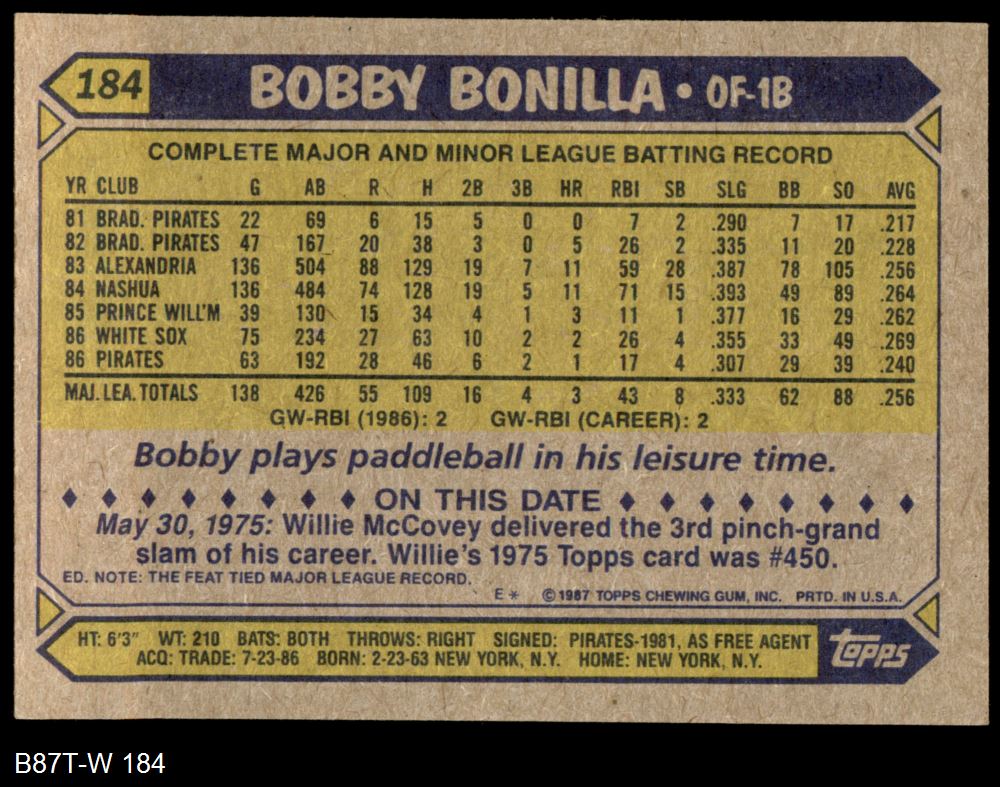 184 BOBBY BONILLA • OF-1B
COMPLETE MAJOR AND MINOR LEAGUE BATTING RECORD
YR CLUB G AB R H 2B 3B HR RBI SB SLG BB SO AVG
81 BRAD. PIRATES 22 69 6 15 5 0 0 7 2 .290 7 17 .217
82 BRAD. PIRATES 47 167 20 38 3 0 5 26 2 .335 11 20 .228
83 ALEXANDRIA 136 504 88 129 19 7 11 59 28 .387 78 105 .256
84 NASHUA 136 484 74 128 19 5 11 71 15 .393 49 89 .264
85 PRINCE WILL'M 39 130 15 34 4 1 3 11 1 .377 16 29 .262
86 WHITE SOX 75 234 27 63 10 2 2 26 4 .355 33 49 .269
86 PIRATES 63 192 28 46 6 2 1 17 4 .307 29 39 .240
MAJ. LEA. TOTALS 138 426 55 109 16 4 3 43 8 .333 62 88 .256
GW-RBI (1986): 2 GW-RBI (CAREER): 2
Bobby plays paddleball in his leisure time.
ON THIS DATE
May 30, 1975: Willie McCovey delivered the 3rd pinch-grand
slam of his career. Willie's 1975 Topps card was #450.
ED. NOTE: THE FEAT TIED MAJOR LEAGUE RECORD.
E* © 1987 TOPPS CHEWING GUM, INC. PRTD. IN U.S.A.
HT: 6'3" WT: 210 BATS: BOTH THROWS: RIGHT SIGNED: PIRATES-1981, AS FREE AGENT
ACQ: TRADE: 7-23-86 BORN: 2-23-63 NEW YORK, N.Y. HOME: NEW YORK, N.Y.
topps
B87T-W 184